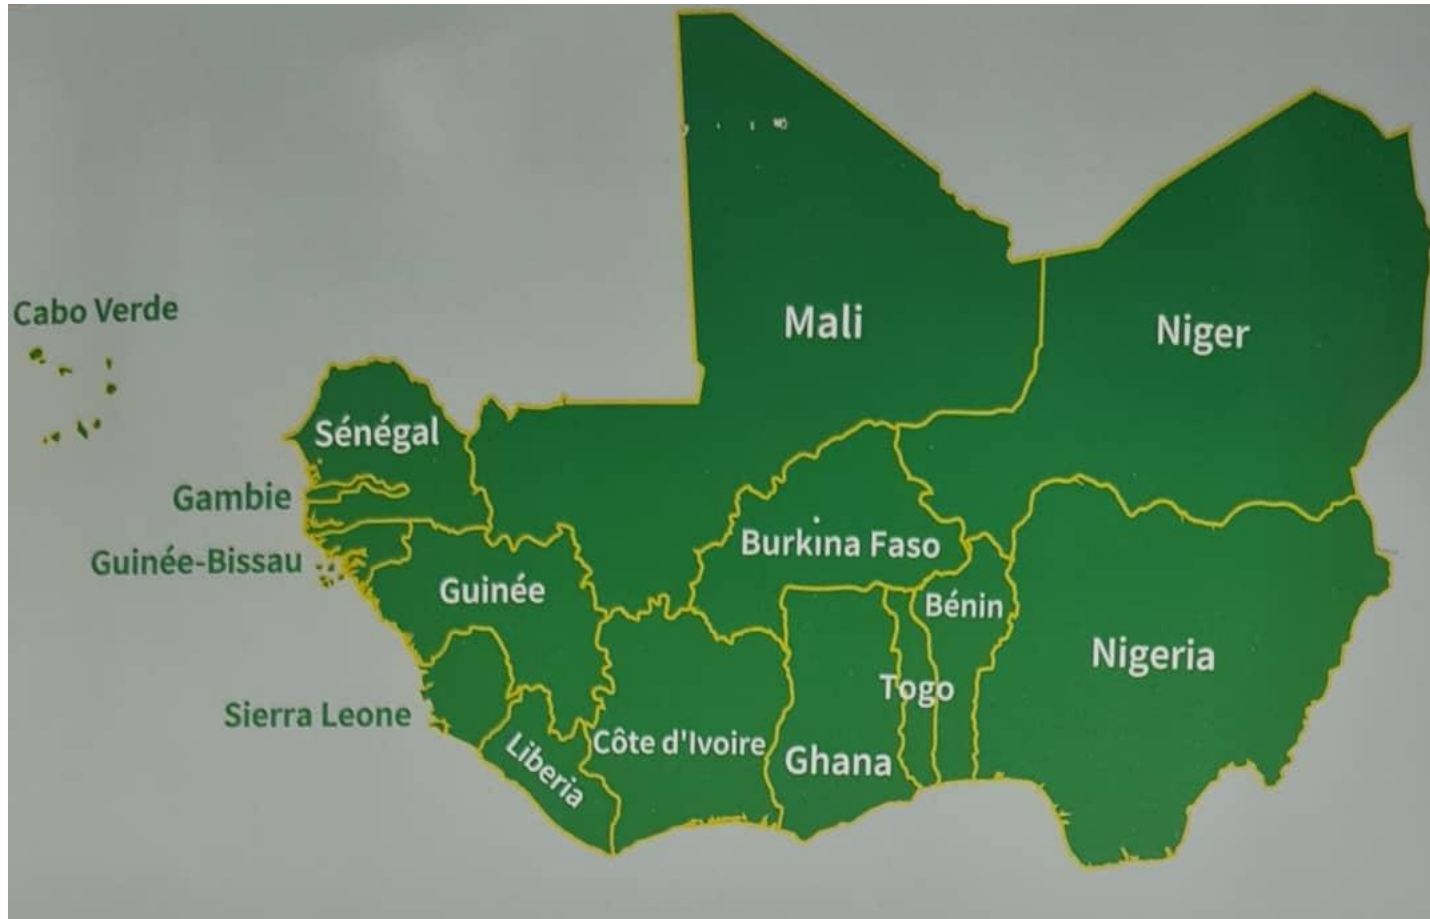 Cabo Verde
Mali
Niger
Sénégal
Gambie
Guinée-Bissau
Burkina Faso
Guinée
Bénin
Nigeria
Togo
Sierra Leone
Liberia
Côte d'Ivoire
Ghana